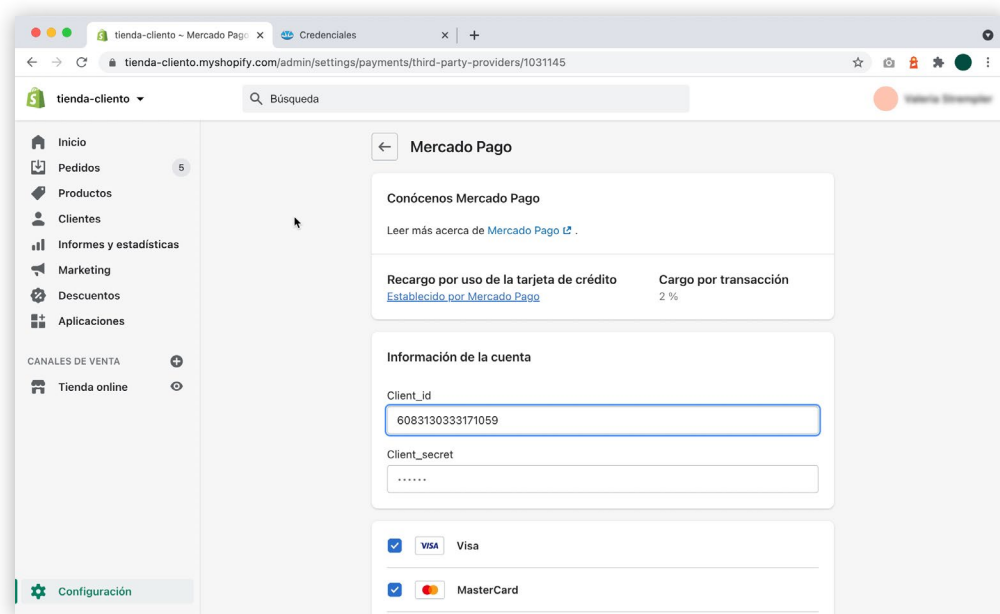 tienda-cliente ~ Mercado Pago
Credenciales
tienda-cliento.myshopify.com/admin/settings/payments/third-party-providers/1031145
tienda-cliento
Búsqueda
Inicio
Pedidos 5
Productos
Clientes
Informes y estadísticas
Marketing
Descuentos
Aplicaciones
CANALES DE VENTA
Tienda online
Configuración
Mercado Pago
Conócenos Mercado Pago
Leer más acerca de Mercado Pago .
Recargo por uso de la tarjeta de crédito
Establecido por Mercado Pago
Cargo por transacción
2 %
Información de la cuenta
Client_id
6083130333171059
Client_secret
••••••
VISA Visa
MasterCard